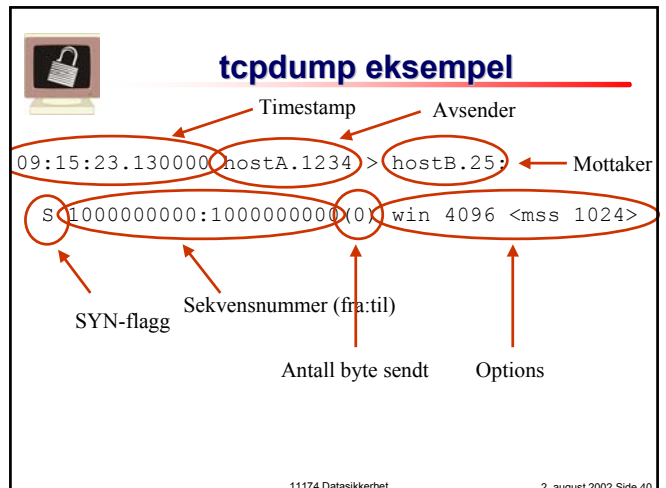 tcpdump eksempel
Timestamp
Avsender
09:15:23.130000 hostA.1234 > hostB.25:
Mottaker
S 1000000000:1000000000(0) win 4096 <mss 1024>
SYN-flagg
Sekvensnummer (fra:til)
Antall byte sendt
Options
11174 Datasikkerhet
2. august 2002 Side 40